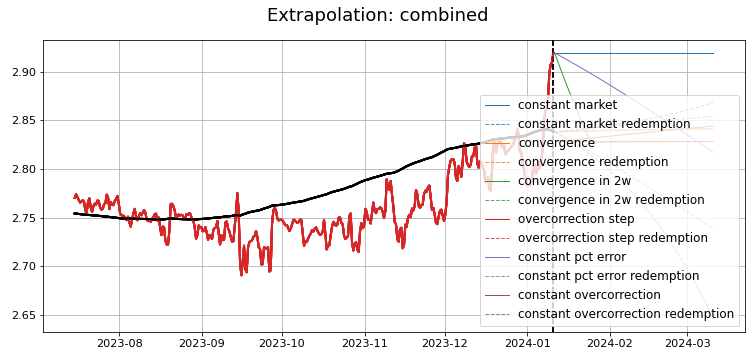 Extrapolation: combined
2.90
2.85
2.80
2.75
2.70
2.65
constant market
constant market redemption
convergence
convergence redemption
convergence in 2w
convergence in 2w redemption
overcorrection step
overcorrection step redemption
constant pct error
constant pct error redemption
constant overcorrection
constant overcorrection redemption
2023-08 2023-09 2023-10 2023-11 2023-12 2024-01 2024-02 2024-03